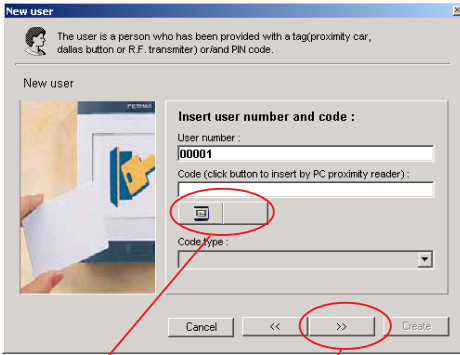 New user
The user is a person who has been provided with a tag(proximity car,
dallas button or R.F. transmiter) or/and PIN code.
New user
FERMAX
Insert user number and code :
User number :
00001
Code (click button to insert by PC proximity reader) :
Code type :
Cancel
<<
>>
Create